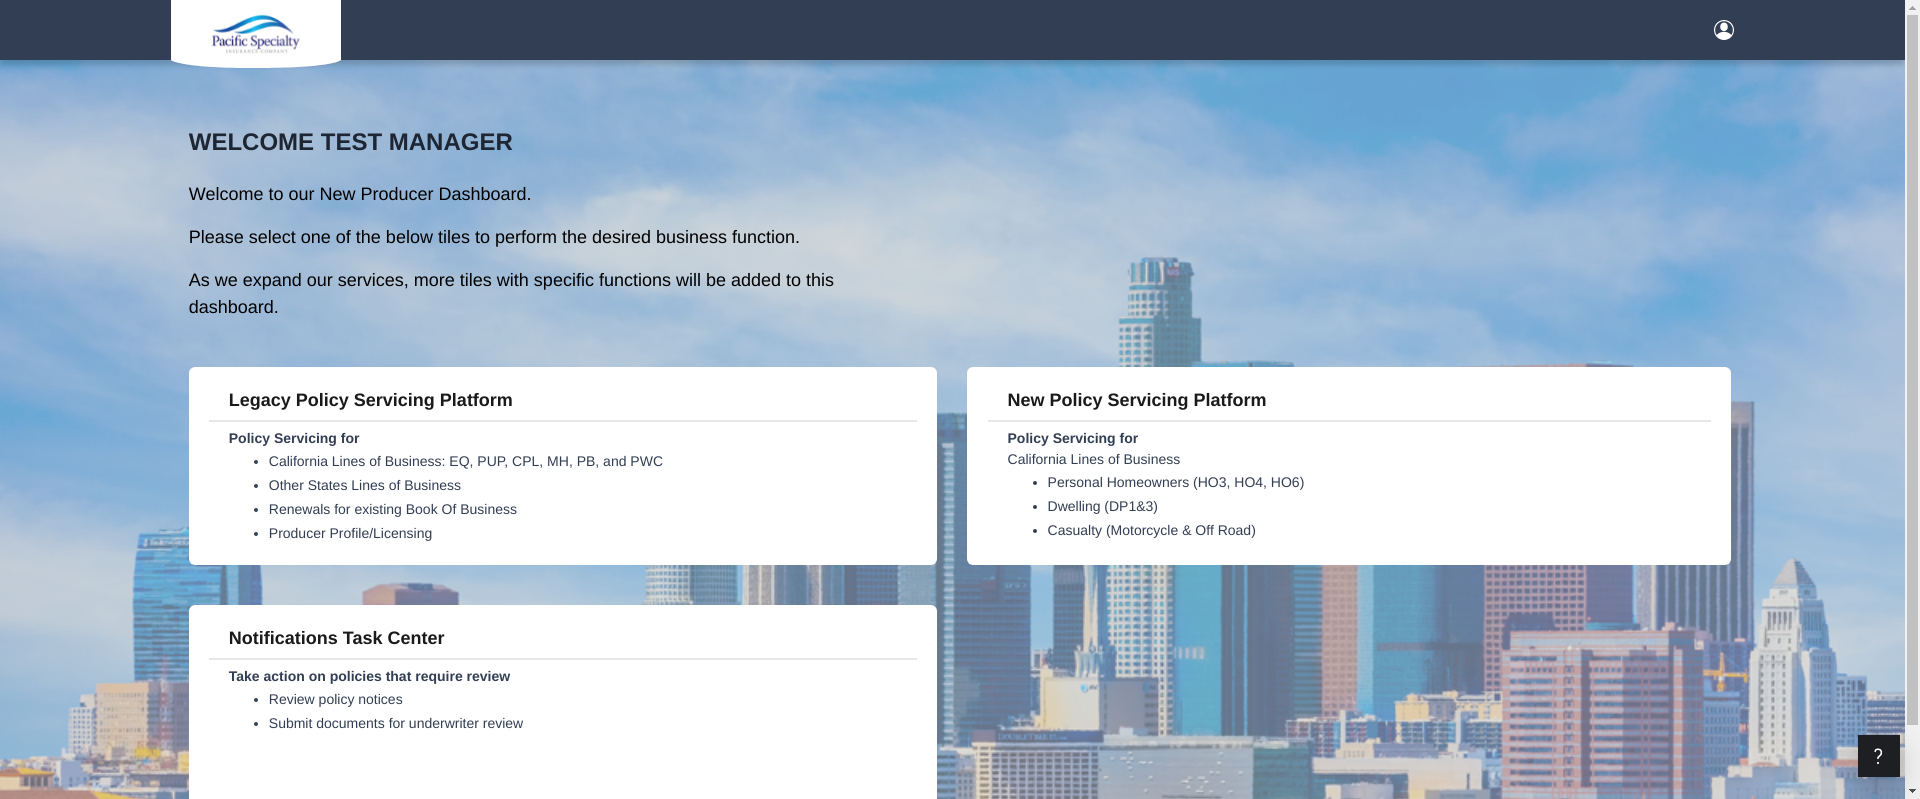 Pacific Specialty
INSURANCE COMPANY
WELCOME TEST MANAGER
Welcome to our New Producer Dashboard.
Please select one of the below tiles to perform the desired business function.
As we expand our services, more tiles with specific functions will be added to this
dashboard.
Legacy Policy Servicing Platform
Policy Servicing for
• California Lines of Business: EQ, PUP, CPL, MH, PB, and PWC
• Other States Lines of Business
• Renewals for existing Book Of Business
• Producer Profile/Licensing
New Policy Servicing Platform
Policy Servicing for
California Lines of Business
• Personal Homeowners (HO3, HO4, HO6)
• Dwelling (DP1&3)
• Casualty (Motorcycle & Off Road)
Notifications Task Center
Take action on policies that require review
• Review policy notices
• Submit documents for underwriter review
?